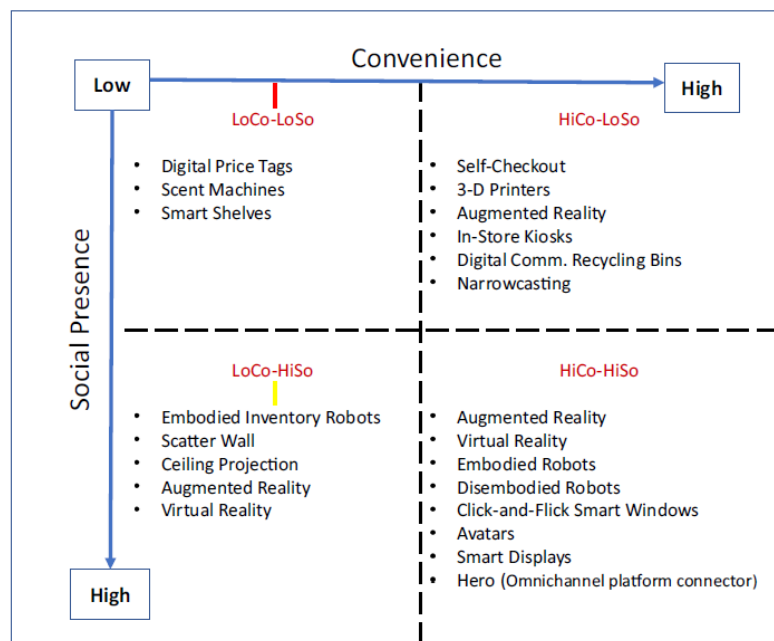 Convenience
Low
High
LoCo-LoSo
• Digital Price Tags
• Scent Machines
• Smart Shelves
HiCo-LoSo
• Self-Checkout
• 3-D Printers
• Augmented Reality
• In-Store Kiosks
• Digital Comm. Recycling Bins
• Narrowcasting
Social Presence
LoCo-HiSo
• Embodied Inventory Robots
• Scatter Wall
• Ceiling Projection
• Augmented Reality
• Virtual Reality
HiCo-HiSo
• Augmented Reality
• Virtual Reality
• Embodied Robots
• Disembodied Robots
• Click-and-Flick Smart Windows
• Avatars
• Smart Displays
• Hero (Omnichannel platform connector)
High